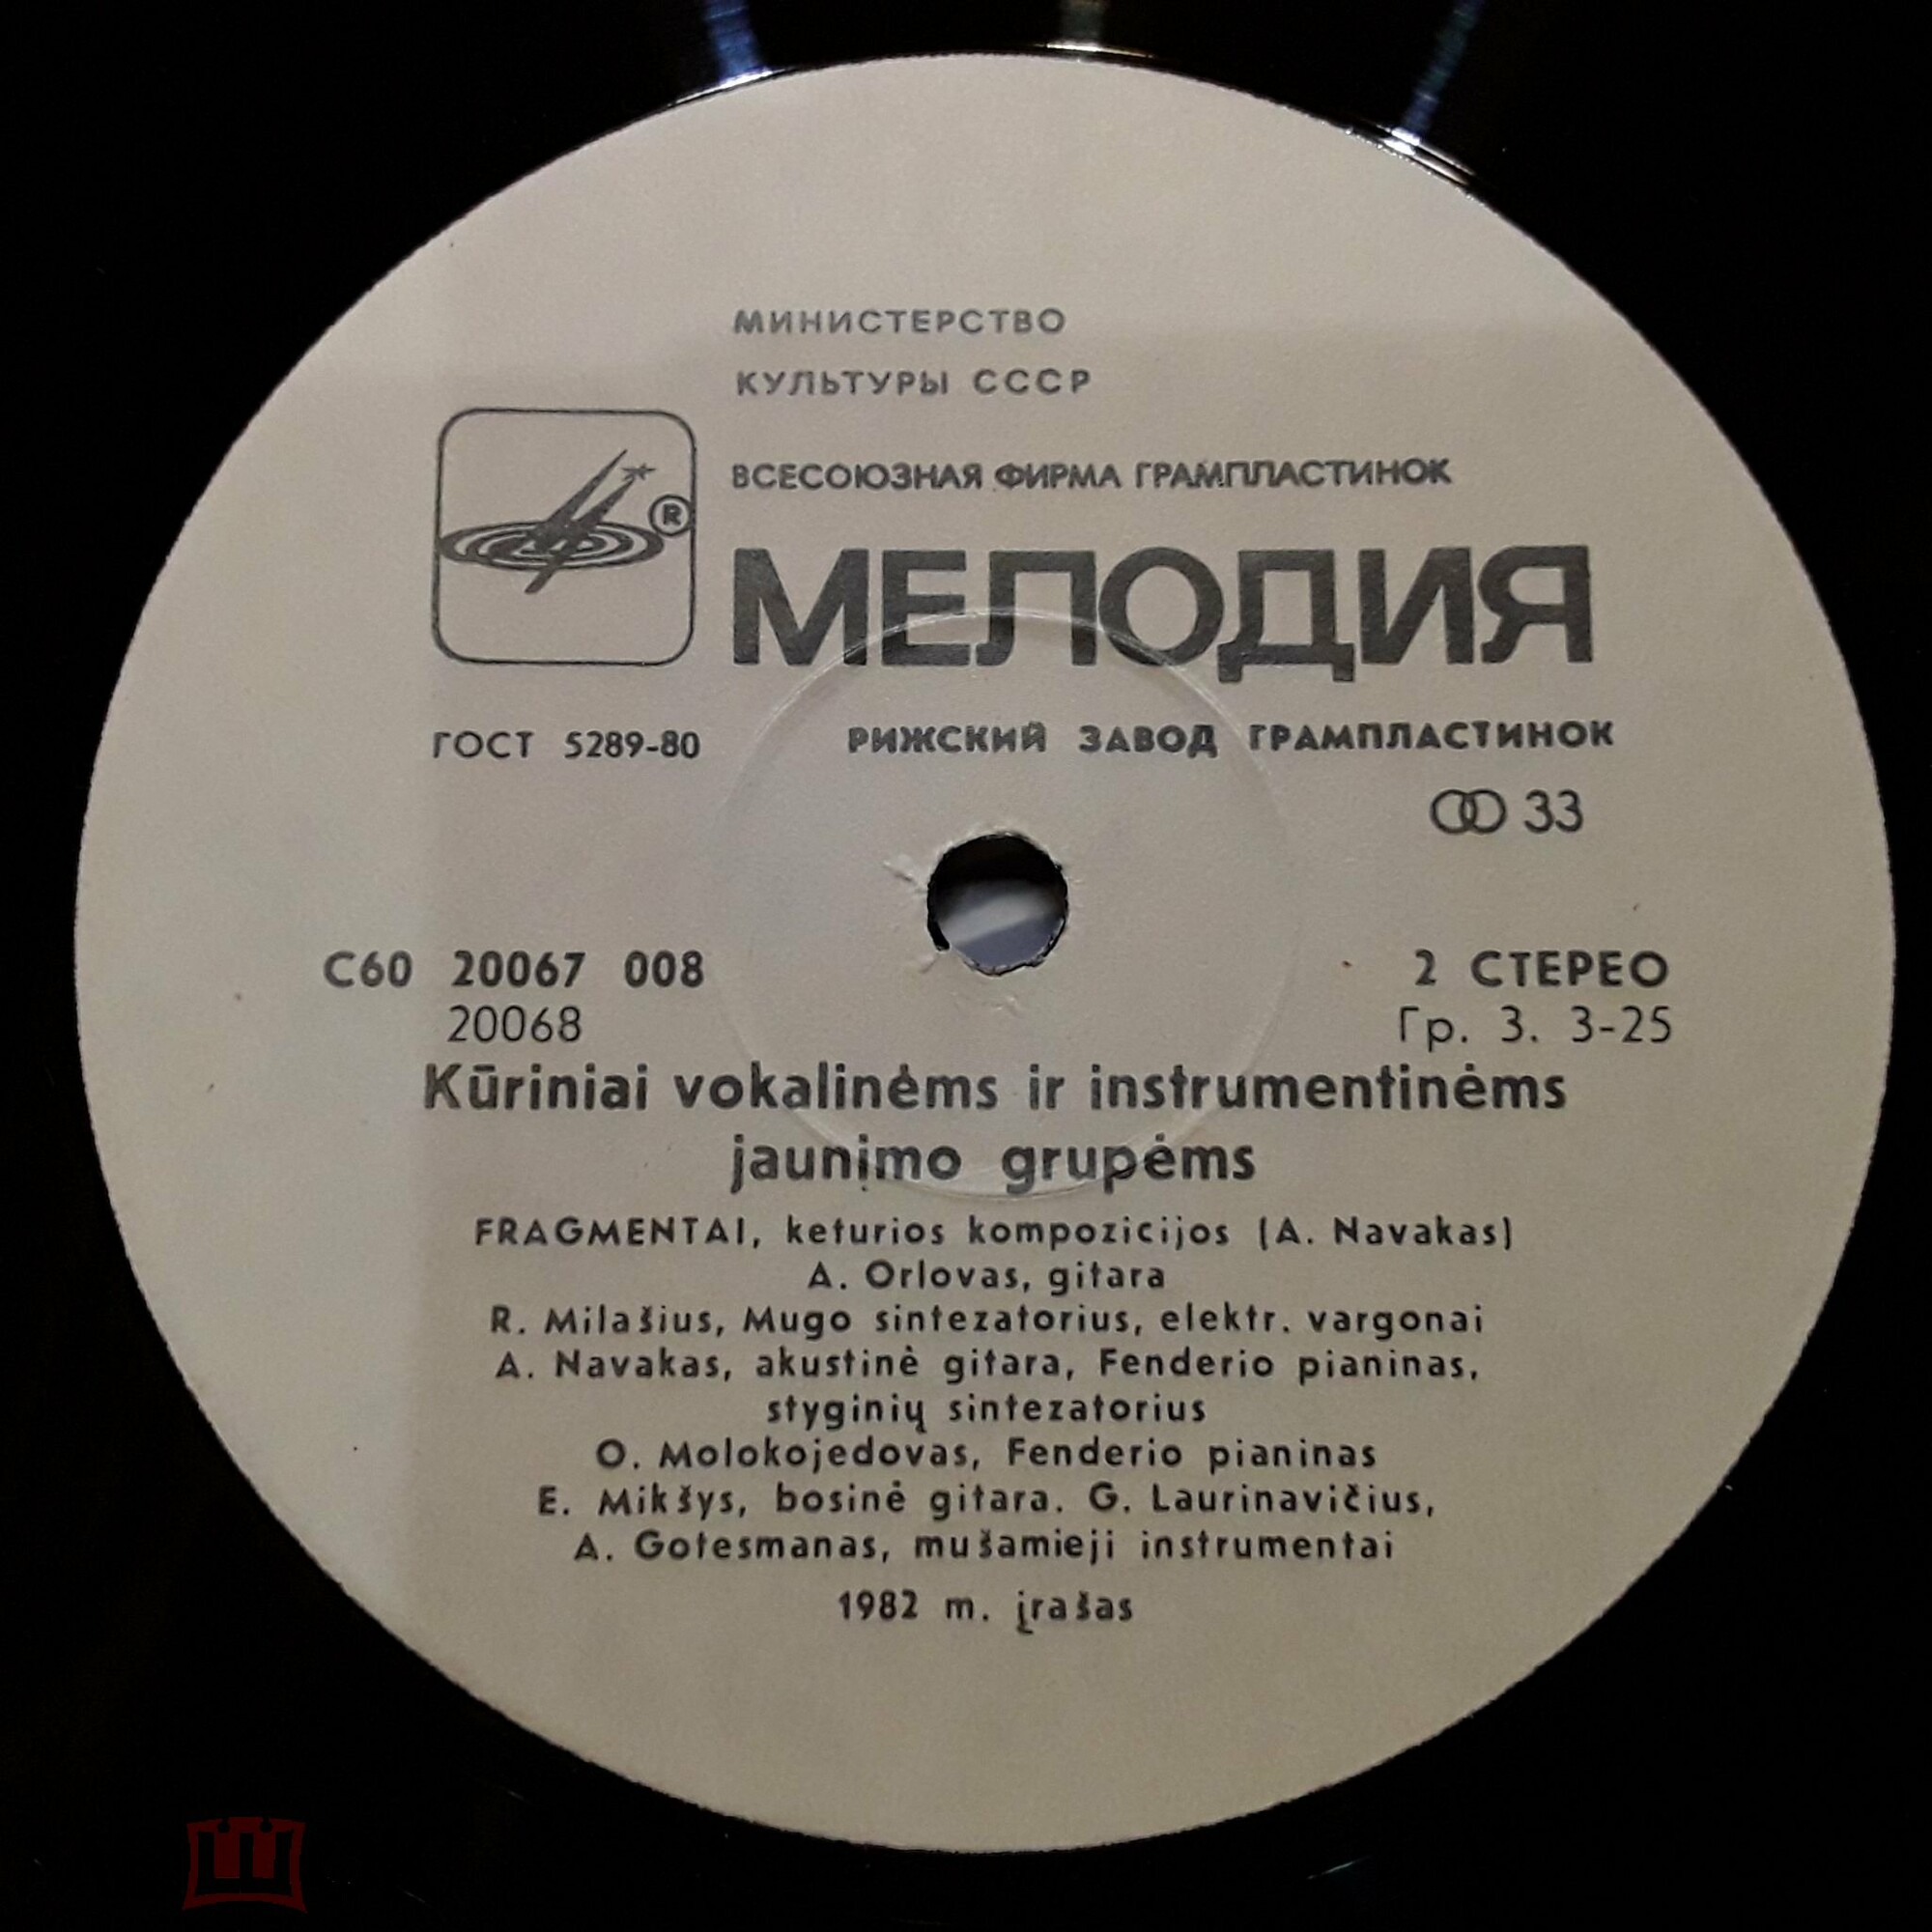 МИНИСТЕРСТВО
КУЛЬТУРЫ СССР
ВСЕСОЮЗНАЯ ФИРМА ГРАМПЛАСТИНОК
®
МЕЛОДИЯ
ГОСТ 5289-80 РИЖСКИЙ ЗАВОД ГРАМПЛАСТИНОК
33
С60 20067 008 2 СТЕРЕО
20068 Гр. 3. 3-25
Kūriniai vokalinėms ir instrumentinėms
jaunimo grupėms
FRAGMENTAI, keturios kompozicijos (A. Navakas)
A. Orlovas, gitara
R. Milašius, Mugo sintezatorius, elektr. vargonai
A. Navakas, akustinė gitara, Fenderio pianinas,
styginių sintezatorius
O. Molokojedovas, Fenderio pianinas
E. Mikšys, bosinė gitara. G. Laurinavičius,
A. Gotesmanas, mušamieji instrumentai
1982 m. įrašas